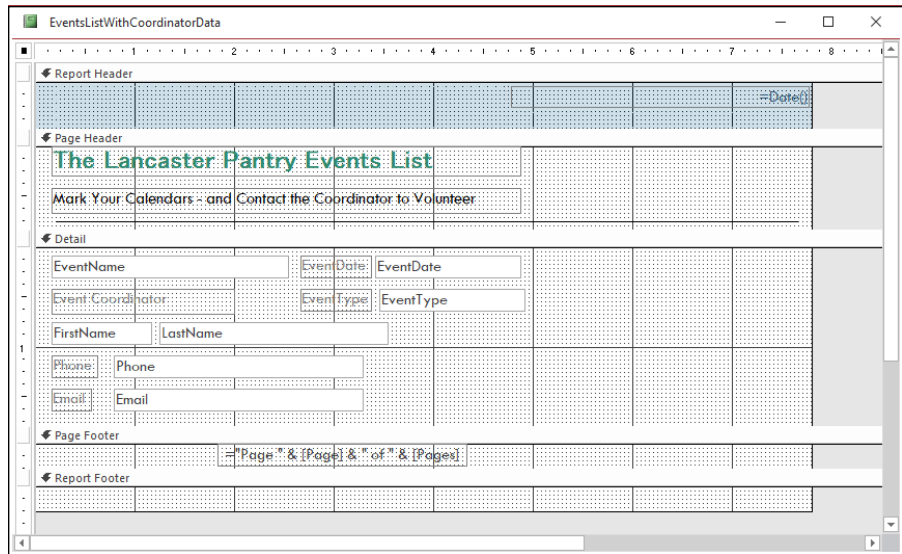 EventsListWithCoordinatorData
1 2 3 4 5 6 7 8
Report Header
=Date()
Page Header
The Lancaster Pantry Events List
Mark Your Calendars - and Contact the Coordinator to Volunteer
Detail
EventName EventDate: EventDate
Event Coordinator EventType EventType
FirstName LastName
1
Phone Phone
Email Email
Page Footer
="Page " & [Page] & " of " & [Pages]
Report Footer